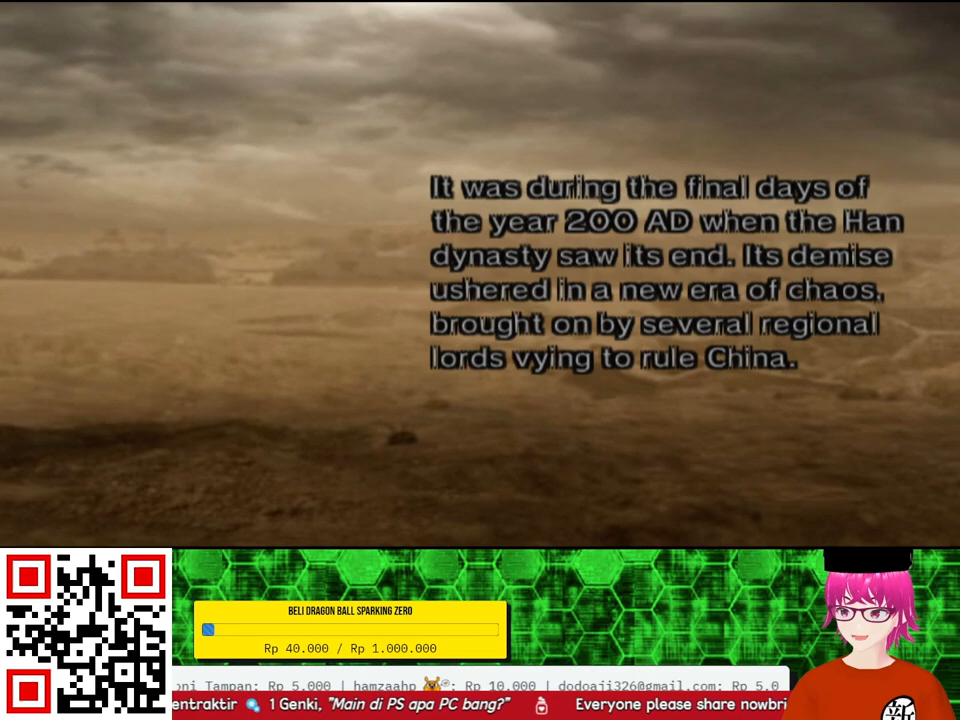 It was during the final days of
the year 200 AD when the Han
dynasty saw its end. Its demise
ushered in a new era of chaos,
brought on by several regional
lords vying to rule China.
BELI DRAGON BALL SPARKING ZERO
Rp 40.000 / Rp 1.000.000
oni Tampan: Rp 5.000 | hamzaahp : Rp 10.000 | dodoaji326@gmail.com: Rp 5.0
entraktir 1 Genki, "Main di PS apa PC bang?" Everyone please share nowbri
新